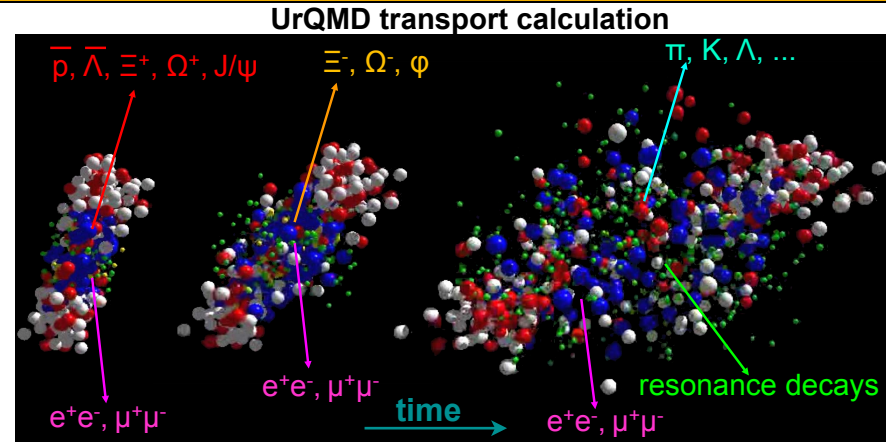 UrQMD transport calculation
p̅, Λ̅, Ξ⁺, Ω⁺, J/ψ
Ξ⁻, Ω⁻, φ
π, K, Λ, ...
e⁺e⁻, μ⁺μ⁻
e⁺e⁻, μ⁺μ⁻
time
e⁺e⁻, μ⁺μ⁻
resonance decays